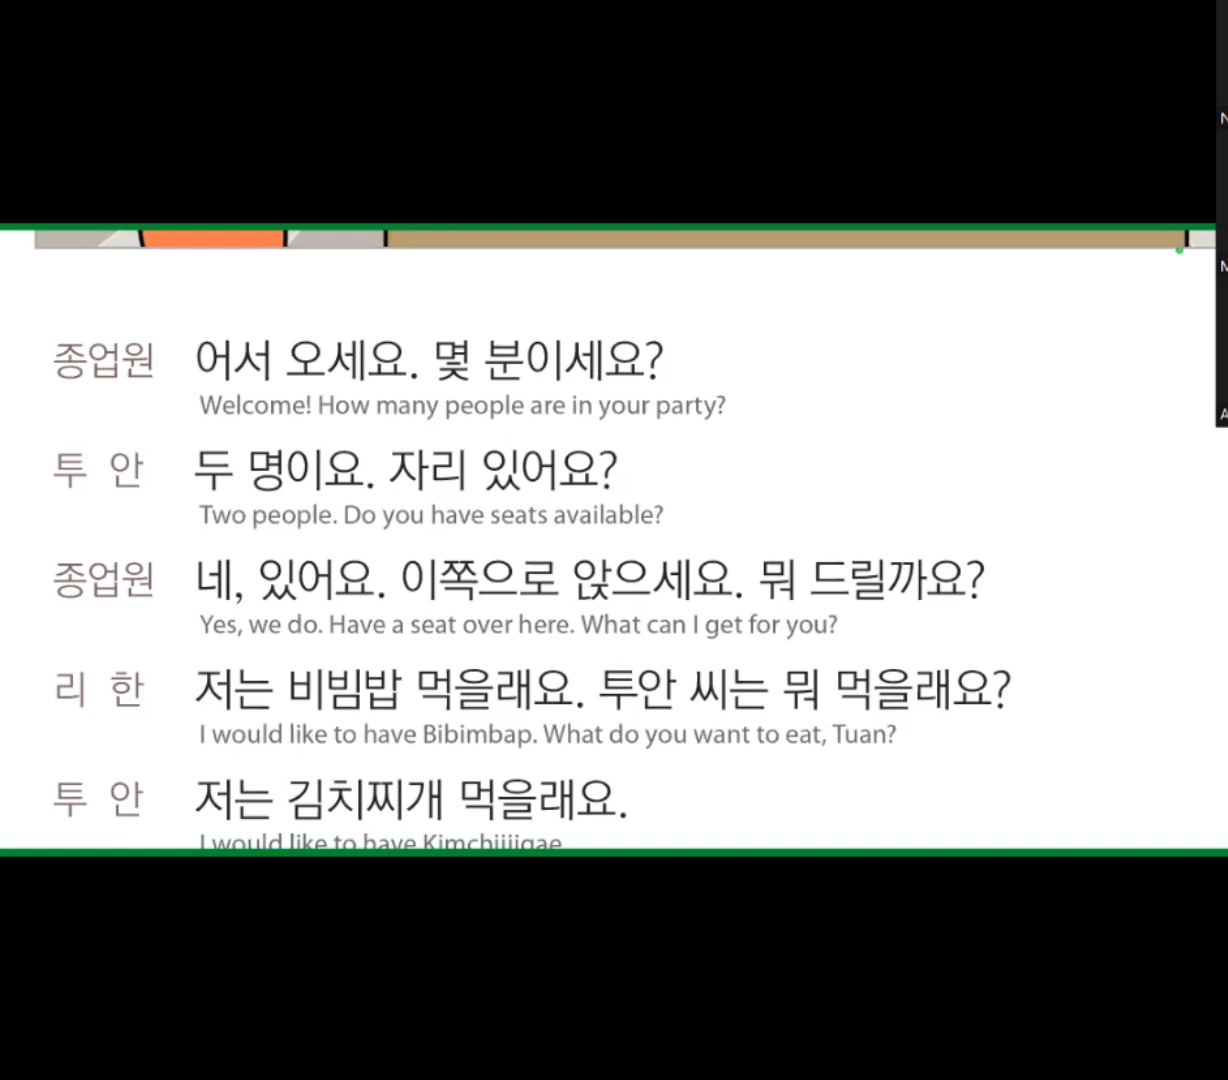 종업원 어서 오세요. 몇 분이세요?
Welcome! How many people are in your party?
투 안 두 명이요. 자리 있어요?
Two people. Do you have seats available?
종업원 네, 있어요. 이쪽으로 앉으세요. 뭐 드릴까요?
Yes, we do. Have a seat over here. What can I get for you?
리 한 저는 비빔밥 먹을래요. 투안 씨는 뭐 먹을래요?
I would like to have Bibimbap. What do you want to eat, Tuan?
투 안 저는 김치찌개 먹을래요.
I would like to have